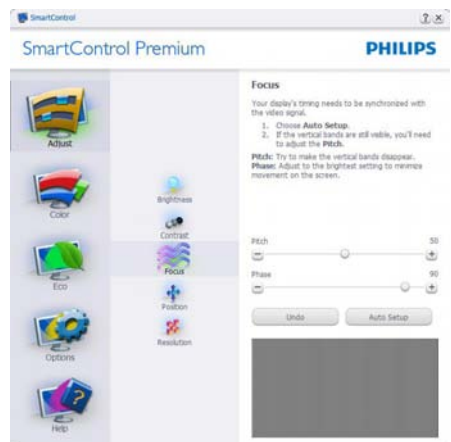 SmartControl
SmartControl Premium
PHILIPS
Adjust
Color
Eco
Options
Help
Brightness
Contrast
Focus
Position
Resolution
Focus
Your display's timing needs to be synchronized with
the video signal.
1. Choose Auto Setup.
2. If the vertical bands are still visible, you'll need
to adjust the Pitch.
Pitch: Try to make the vertical bands disappear.
Phase: Adjust to the brightest setting to minimize
movement on the screen.
Pitch 50
Phase 90
Undo Auto Setup